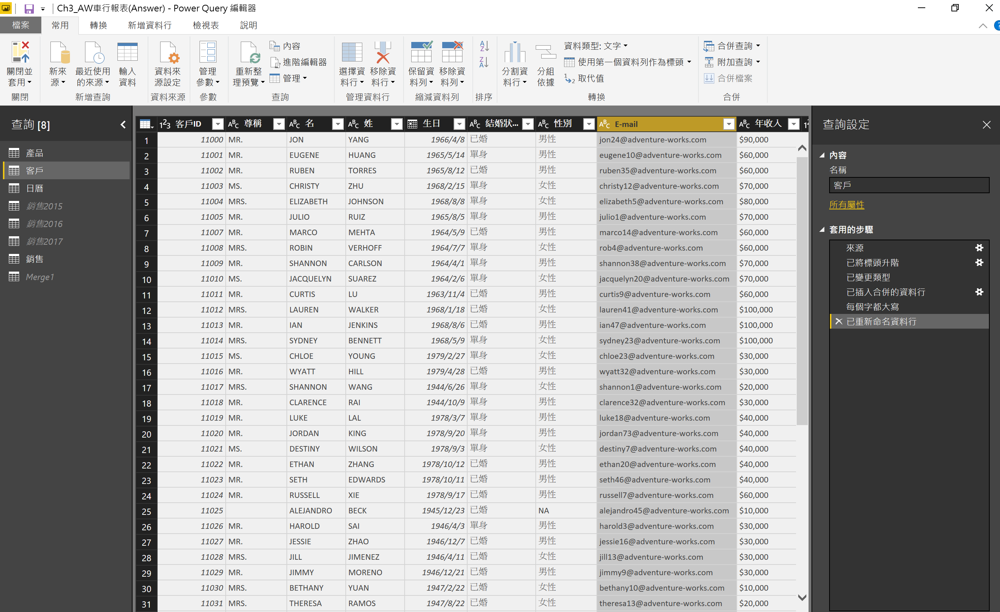 Ch3_AW車行報表(Answer) - Power Query 編輯器
檔案 常用 轉換 新增資料行 檢視表 說明
關閉並套用
關閉
新來源
最近使用的來源
輸入資料
新增查詢
資料來源設定
資料來源
管理參數
參數
重新整理預覽
內容
進階編輯器
管理
查詢
選擇資料行
移除資料行
管理資料行
保留資料列
移除資料列
縮減資料列
排序
分割資料行
分組依據
資料類型: 文字
使用第一個資料列作為標頭
取代值
轉換
合併查詢
附加查詢
合併檔案
合併
查詢 [8]
產品
客戶
日曆
銷售2015
銷售2016
銷售2017
銷售
Merge1
客戶ID 尊稱 名 姓 生日 結婚狀... 性別 E-mail 年收入
1 11000 MR. JON YANG 1966/4/8 已婚 男性 jon24@adventure-works.com $90,000
2 11001 MR. EUGENE HUANG 1965/5/14 單身 男性 eugene10@adventure-works.com $60,000
3 11002 MR. RUBEN TORRES 1965/8/12 已婚 男性 ruben35@adventure-works.com $60,000
4 11003 MS. CHRISTY ZHU 1968/2/15 單身 女性 christy12@adventure-works.com $70,000
5 11004 MRS. ELIZABETH JOHNSON 1968/8/8 單身 女性 elizabeth5@adventure-works.com $80,000
6 11005 MR. JULIO RUIZ 1965/8/5 單身 男性 julio1@adventure-works.com $70,000
7 11007 MR. MARCO MEHTA 1964/5/9 已婚 男性 marco14@adventure-works.com $60,000
8 11008 MRS. ROBIN VERHOFF 1964/7/7 單身 女性 rob4@adventure-works.com $60,000
9 11009 MR. SHANNON CARLSON 1964/4/1 單身 男性 shannon38@adventure-works.com $70,000
10 11010 MS. JACQUELYN SUAREZ 1964/2/6 單身 女性 jacquelyn20@adventure-works.com $70,000
11 11011 MR. CURTIS LU 1963/11/4 已婚 男性 curtis9@adventure-works.com $60,000
12 11012 MRS. LAUREN WALKER 1968/1/18 已婚 女性 lauren41@adventure-works.com $100,000
13 11013 MR. IAN JENKINS 1968/8/6 已婚 男性 ian47@adventure-works.com $100,000
14 11014 MRS. SYDNEY BENNETT 1968/5/9 單身 女性 sydney23@adventure-works.com $100,000
15 11015 MS. CHLOE YOUNG 1979/2/27 單身 女性 chloe23@adventure-works.com $30,000
16 11016 MR. WYATT HILL 1979/4/28 已婚 男性 wyatt32@adventure-works.com $30,000
17 11017 MRS. SHANNON WANG 1944/6/26 單身 女性 shannon1@adventure-works.com $20,000
18 11018 MR. CLARENCE RAI 1944/10/9 單身 男性 clarence32@adventure-works.com $30,000
19 11019 MR. LUKE LAL 1978/3/7 單身 男性 luke18@adventure-works.com $40,000
20 11020 MR. JORDAN KING 1978/9/20 單身 男性 jordan73@adventure-works.com $40,000
21 11021 MS. DESTINY WILSON 1978/9/3 單身 女性 destiny7@adventure-works.com $40,000
22 11022 MR. ETHAN ZHANG 1978/10/12 已婚 男性 ethan20@adventure-works.com $40,000
23 11023 MR. SETH EDWARDS 1978/10/11 已婚 男性 seth46@adventure-works.com $40,000
24 11024 MR. RUSSELL XIE 1978/9/17 已婚 男性 russell7@adventure-works.com $60,000
25 11025 ALEJANDRO BECK 1945/12/23 已婚 NA alejandro45@adventure-works.com $10,000
26 11026 MR. HAROLD SAI 1946/4/3 單身 男性 harold3@adventure-works.com $30,000
27 11027 MR. JESSIE ZHAO 1946/12/7 已婚 男性 jessie16@adventure-works.com $30,000
28 11028 MRS. JILL JIMENEZ 1946/4/11 已婚 女性 jill13@adventure-works.com $30,000
29 11029 MR. JIMMY MORENO 1946/12/21 已婚 男性 jimmy9@adventure-works.com $30,000
30 11030 MRS. BETHANY YUAN 1947/2/22 已婚 女性 bethany10@adventure-works.com $10,000
31 11031 MRS. THERESA RAMOS 1947/8/22 已婚 女性 theresa13@adventure-works.com $20,000
查詢設定
內容
名稱
客戶
所有屬性
套用的步驟
來源
已將標頭升階
已變更類型
已插入合併的資料行
每個字都大寫
已重新命名資料行